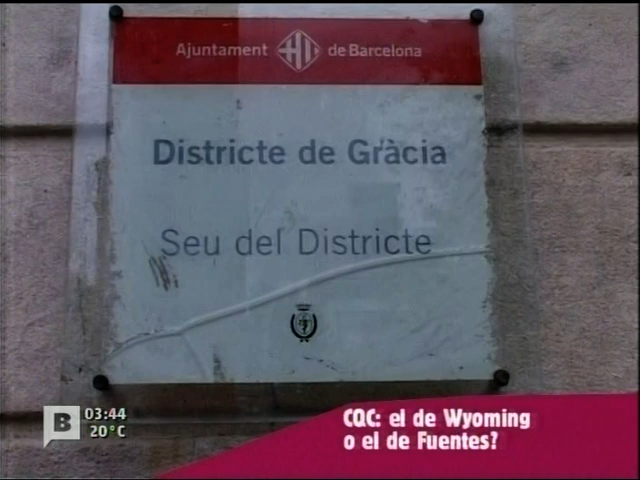 Ajuntament de Barcelona
Districte de Gràcia
Seu del Districte
B
03:44
20°C
CQC: el de Wyoming
o el de Fuentes?